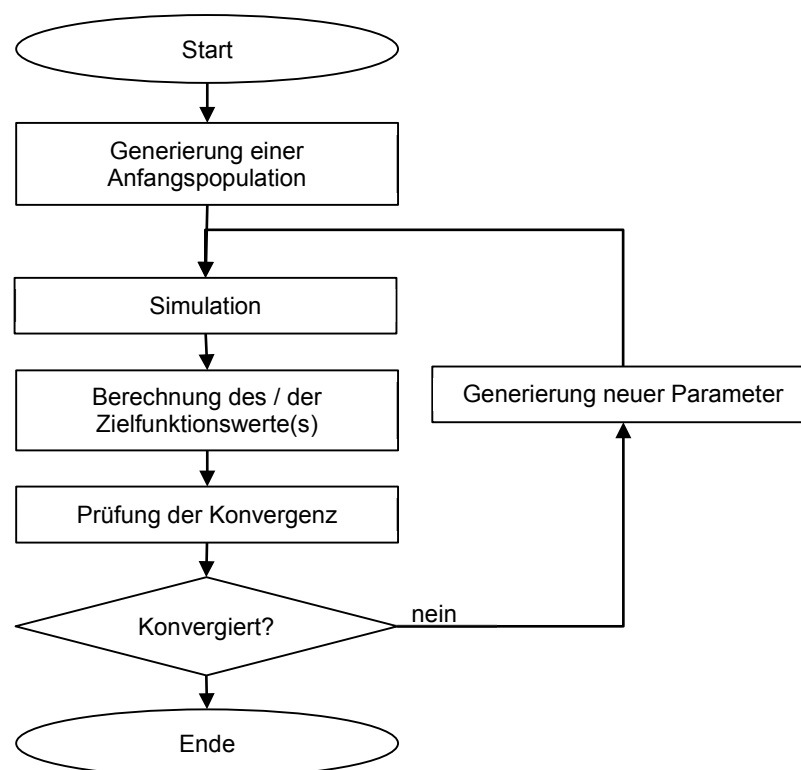 Start
Generierung einer
Anfangspopulation
Simulation
Berechnung des / der
Zielfunktionswerte(s)
Generierung neuer Parameter
Prüfung der Konvergenz
Konvergiert?
nein
Ende